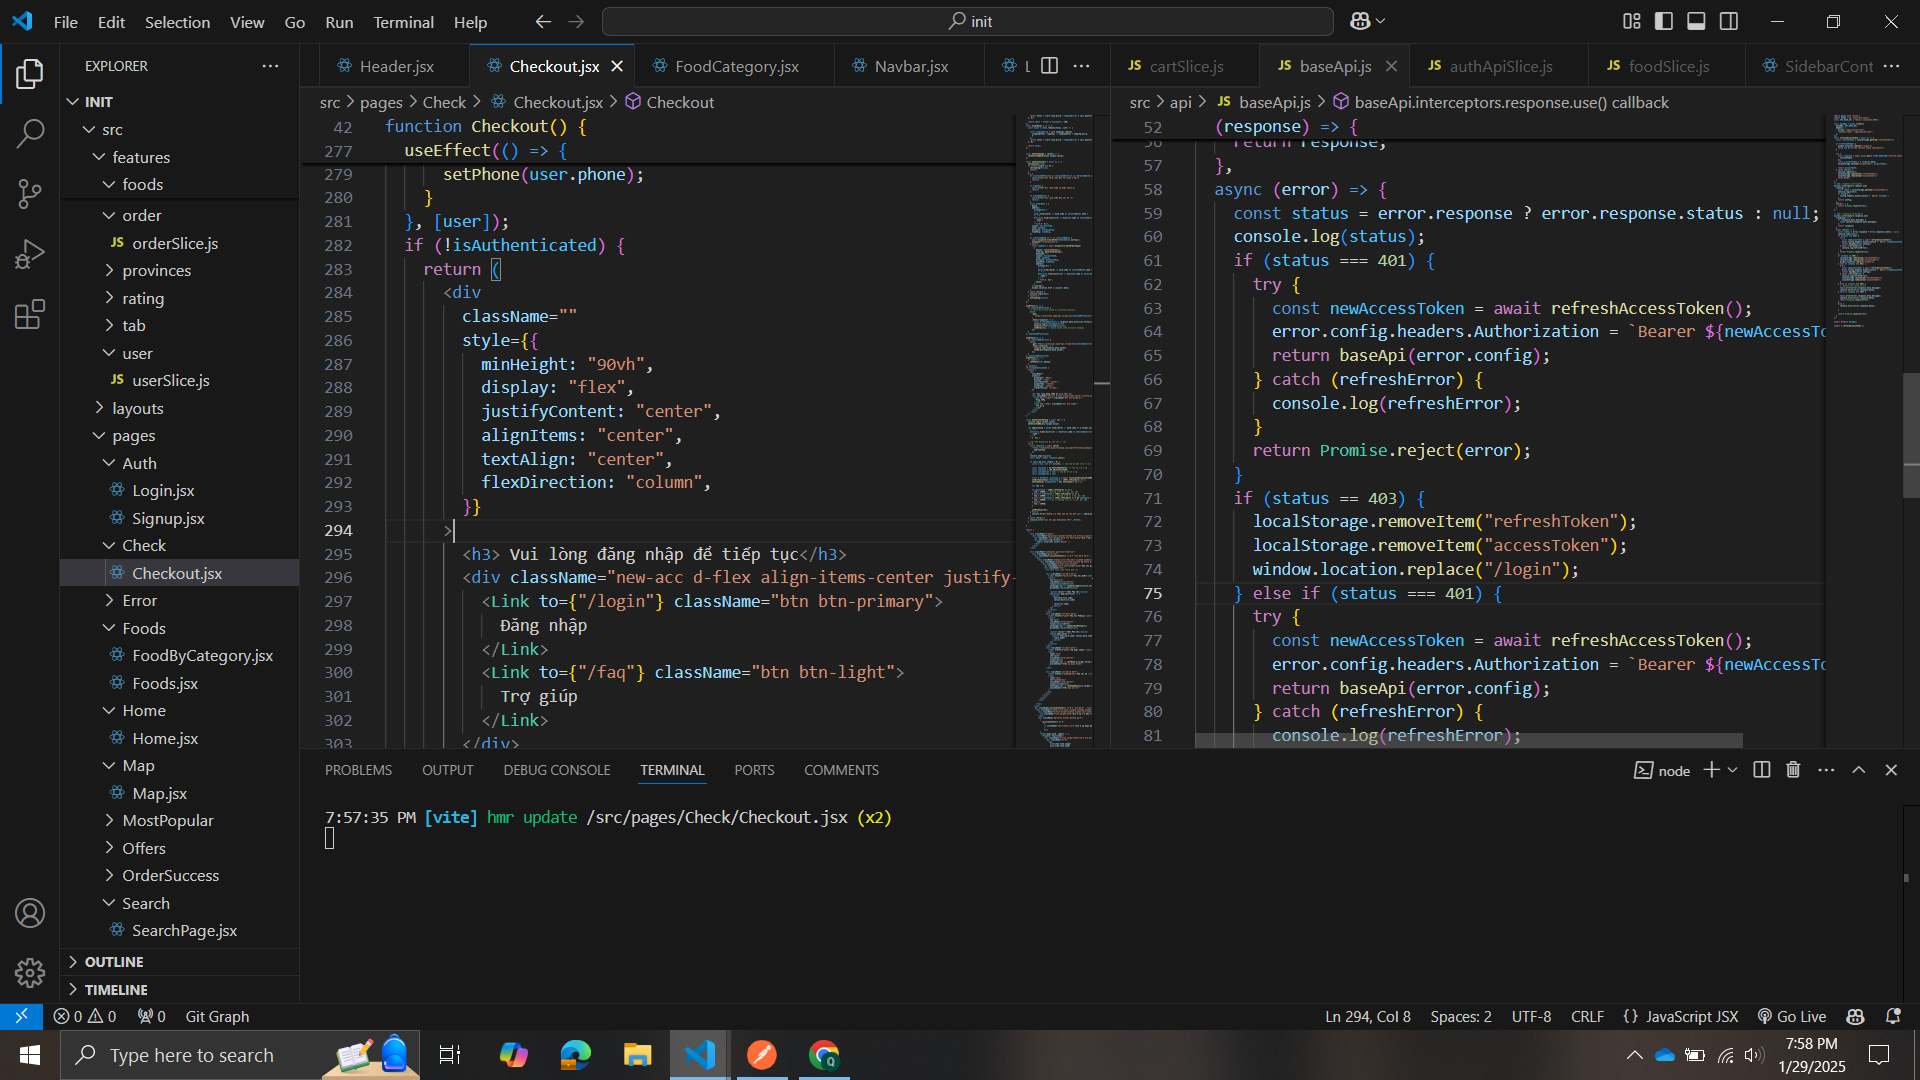 File Edit Selection View Go Run Terminal Help
init
EXPLORER
INIT
src
features
foods
order
JS orderSlice.js
provinces
rating
tab
user
JS userSlice.js
layouts
pages
Auth
Login.jsx
Signup.jsx
Check
Checkout.jsx
Error
Foods
FoodByCategory.jsx
Foods.jsx
Home
Home.jsx
Map
Map.jsx
MostPopular
Offers
OrderSuccess
Search
SearchPage.jsx
OUTLINE
TIMELINE
Header.jsx Checkout.jsx FoodCategory.jsx Navbar.jsx L
src > pages > Check > Checkout.jsx > Checkout
42 function Checkout() {
277 useEffect(() => {
279 setPhone(user.phone);
280 }
281 }, [user]);
282 if (!isAuthenticated) {
283 return (
284 <div
285 className=""
286 style={{
287 minHeight: "90vh",
288 display: "flex",
289 justifyContent: "center",
290 alignItems: "center",
291 textAlign: "center",
292 flexDirection: "column",
293 }}
294 >
295 <h3> Vui lòng đăng nhập để tiếp tục</h3>
296 <div className="new-acc d-flex align-items-center justify-
297 <Link to={"/login"} className="btn btn-primary">
298 Đăng nhập
299 </Link>
300 <Link to={"/faq"} className="btn btn-light">
301 Trợ giúp
302 </Link>
303 </div>
JS cartSlice.js JS baseApi.js JS authApiSlice.js JS foodSlice.js SidebarCont
src > api > JS baseApi.js > baseApi.interceptors.response.use() callback
52 (response) => {
56 return response;
57 },
58 async (error) => {
59 const status = error.response ? error.response.status : null;
60 console.log(status);
61 if (status === 401) {
62 try {
63 const newAccessToken = await refreshAccessToken();
64 error.config.headers.Authorization = `Bearer ${newAccessTo
65 return baseApi(error.config);
66 } catch (refreshError) {
67 console.log(refreshError);
68 }
69 return Promise.reject(error);
70 }
71 if (status == 403) {
72 localStorage.removeItem("refreshToken");
73 localStorage.removeItem("accessToken");
74 window.location.replace("/login");
75 } else if (status === 401) {
76 try {
77 const newAccessToken = await refreshAccessToken();
78 error.config.headers.Authorization = `Bearer ${newAccessTo
79 return baseApi(error.config);
80 } catch (refreshError) {
81 console.log(refreshError);
PROBLEMS OUTPUT DEBUG CONSOLE TERMINAL PORTS COMMENTS
node
7:57:35 PM [vite] hmr update /src/pages/Check/Checkout.jsx (x2)
0 0 0 Git Graph
Ln 294, Col 8 Spaces: 2 UTF-8 CRLF {} JavaScript JSX Go Live
Type here to search
7:58 PM
1/29/2025